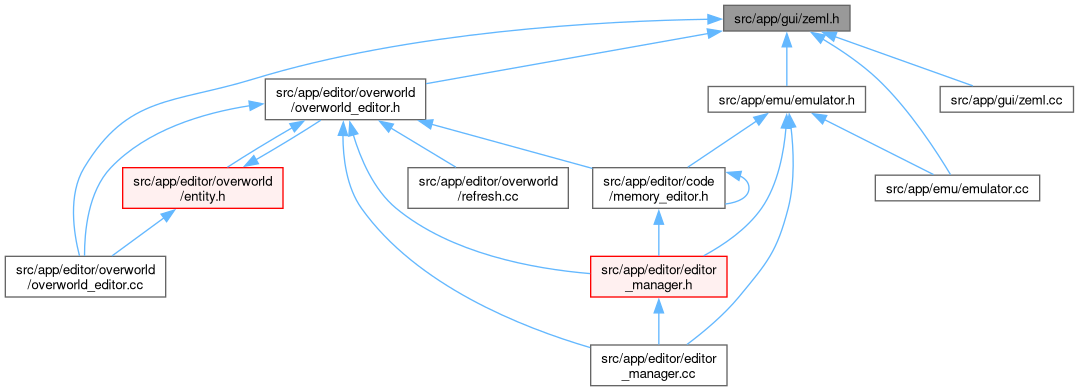 src/app/gui/zeml.h
src/app/editor/overworld
/overworld_editor.h
src/app/emu/emulator.h
src/app/gui/zeml.cc
src/app/editor/overworld
/entity.h
src/app/editor/overworld
/refresh.cc
src/app/editor/code
/memory_editor.h
src/app/emu/emulator.cc
src/app/editor/overworld
/overworld_editor.cc
src/app/editor/editor
_manager.h
src/app/editor/editor
_manager.cc